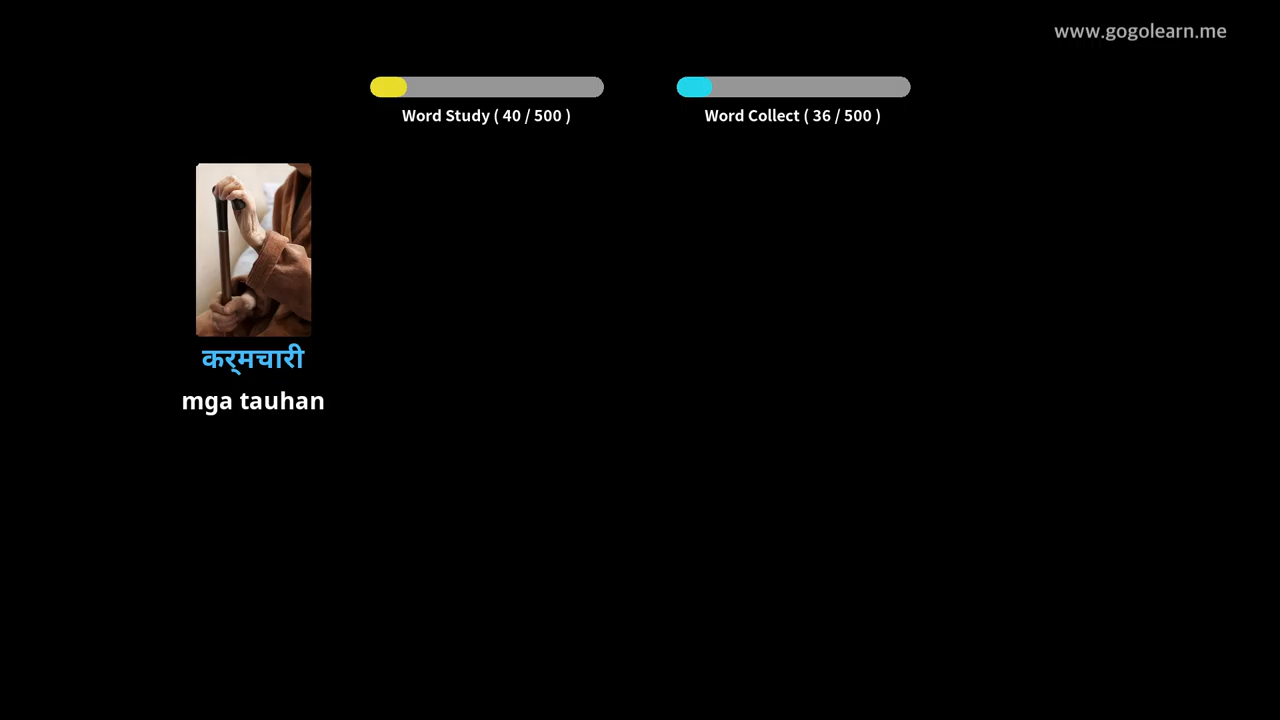 www.gogolearn.me
Word Study ( 40 / 500 )
Word Collect ( 36 / 500 )
कर्‍मचारी
mga tauhan